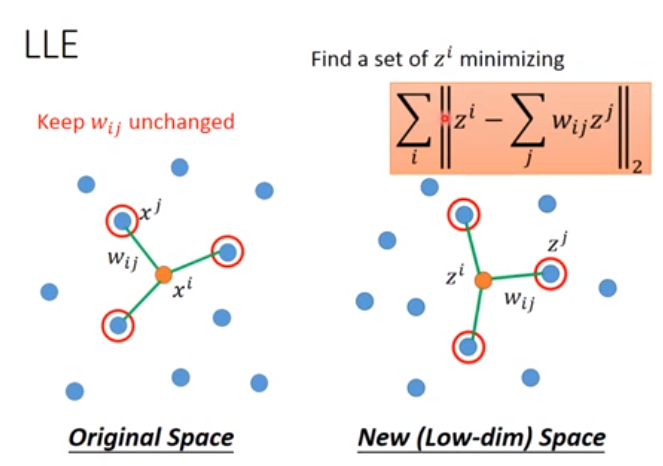 LLE
Find a set of $z^i$ minimizing
$\sum_i \left\| z^i - \sum_j w_{ij} z^j \right\|_2$
Keep $w_{ij}$ unchanged
$x^j$
$w_{ij}$
$x^i$
$z^j$
$z^i$
$w_{ij}$
Original Space
New (Low-dim) Space